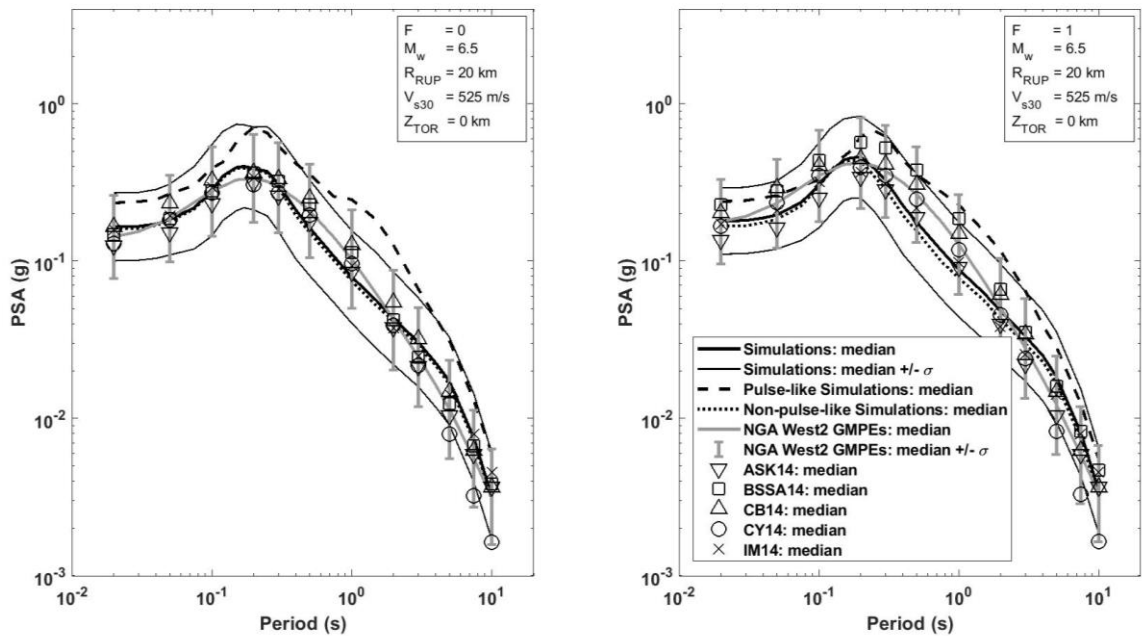 F = 0
M_w = 6.5
R_RUP = 20 km
V_s30 = 525 m/s
Z_TOR = 0 km
10^0
10^-1
10^-2
10^-3
PSA (g)
10^-2
10^-1
10^0
10^1
Period (s)
F = 1
M_w = 6.5
R_RUP = 20 km
V_s30 = 525 m/s
Z_TOR = 0 km
10^0
10^-1
10^-2
10^-3
PSA (g)
Simulations: median
Simulations: median +/- σ
Pulse-like Simulations: median
Non-pulse-like Simulations: median
NGA West2 GMPEs: median
NGA West2 GMPEs: median +/- σ
ASK14: median
BSSA14: median
CB14: median
CY14: median
IM14: median
10^-2
10^-1
10^0
10^1
Period (s)